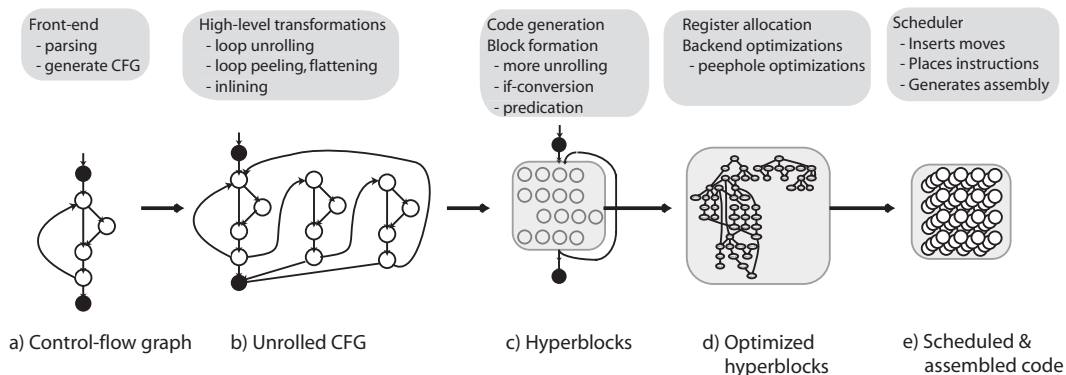 Front-end
- parsing
- generate CFG
High-level transformations
- loop unrolling
- loop peeling, flattening
- inlining
Code generation
Block formation
- more unrolling
- if-conversion
- predication
Register allocation
Backend optimizations
- peephole optimizations
Scheduler
- Inserts moves
- Places instructions
- Generates assembly
a) Control-flow graph
b) Unrolled CFG
c) Hyperblocks
d) Optimized
hyperblocks
e) Scheduled &
assembled code